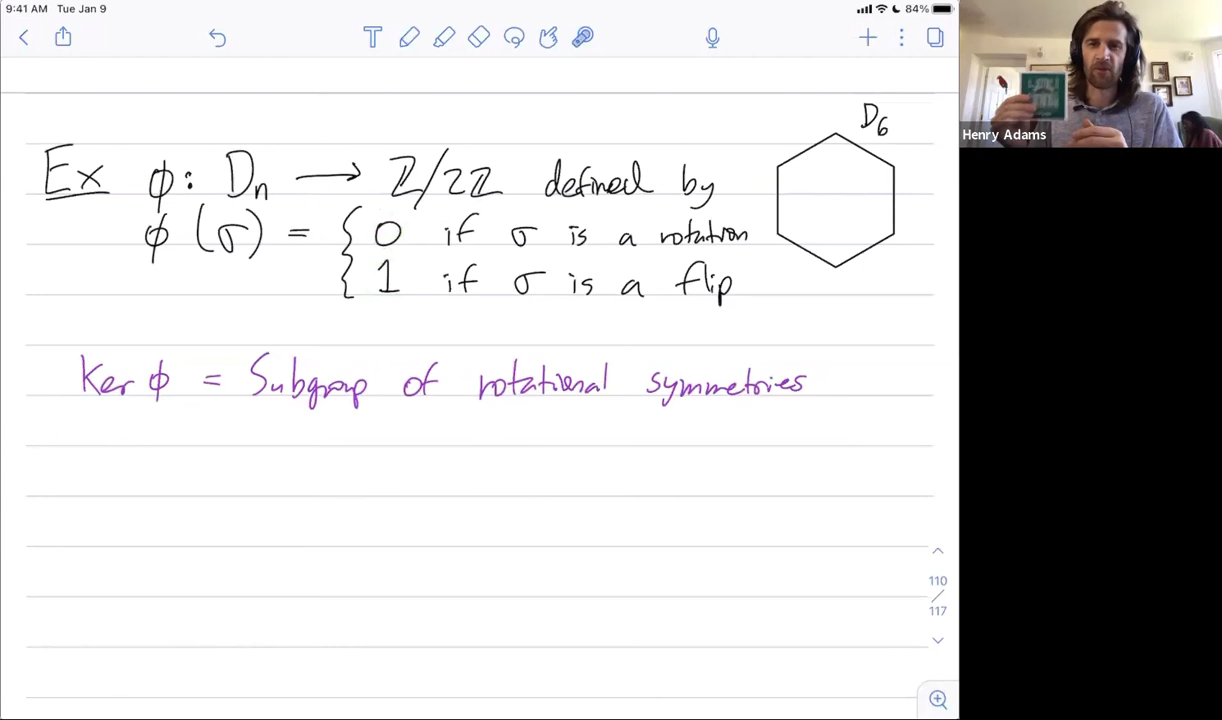 9:41 AM Tue Jan 9
84%
Henry Adams
D6
Ex φ: Dn → ℤ/2ℤ defined by
φ(σ) = { 0 if σ is a rotation
{ 1 if σ is a flip
Ker φ = Subgroup of rotational symmetries
110
/
117